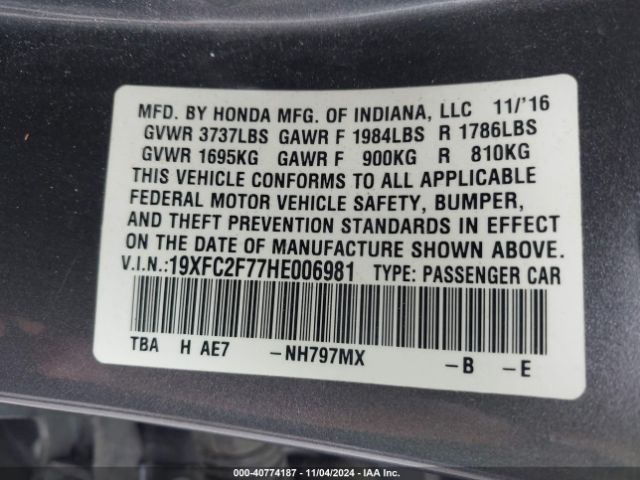 MFD. BY HONDA MFG. OF INDIANA, LLC 11/'16
GVWR 3737LBS GAWR F 1984LBS R 1786LBS
GVWR 1695KG GAWR F 900KG R 810KG
THIS VEHICLE CONFORMS TO ALL APPLICABLE
FEDERAL MOTOR VEHICLE SAFETY, BUMPER,
AND THEFT PREVENTION STANDARDS IN EFFECT
ON THE DATE OF MANUFACTURE SHOWN ABOVE.
V.I.N.:19XFC2F77HE006981 TYPE: PASSENGER CAR
TBA H AE7 -NH797MX -B -E
000-40774187 - 11/04/2024 - IAA Inc.